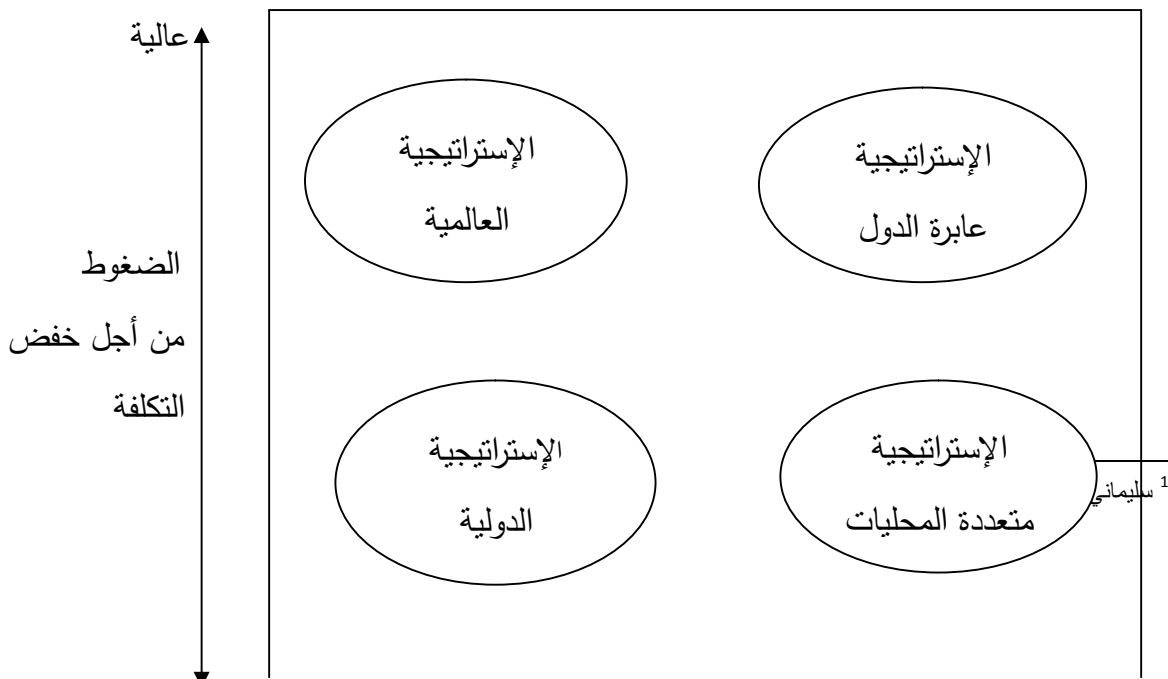 عالية
الإستراتيجية
عابرة الدول
الإستراتيجية
العالمية
الضغوط
من أجل خفض
التكلفة
الإستراتيجية
متعددة المحليات
الإستراتيجية
الدولية
1 سليماني